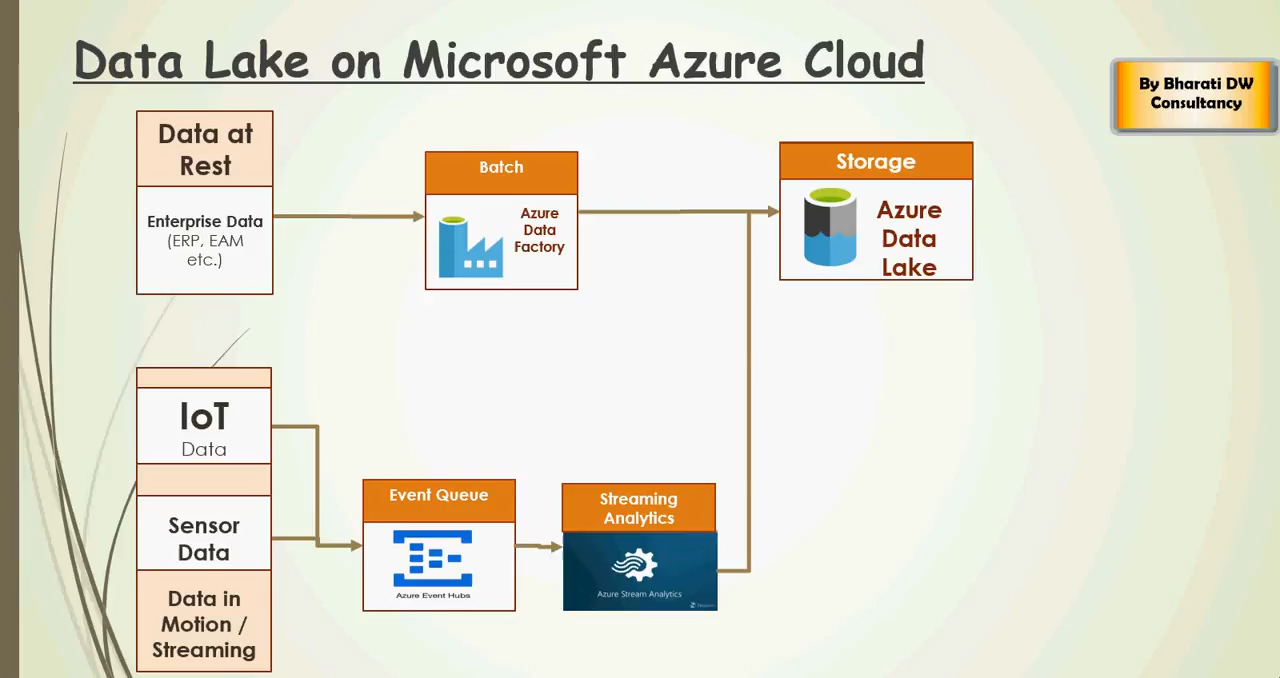 Data Lake on Microsoft Azure Cloud
By Bharati DW
Consultancy
Data at
Rest
Enterprise Data
(ERP, EAM
etc.)
Batch
Azure
Data
Factory
Storage
Azure
Data
Lake
IoT
Data
Sensor
Data
Data in
Motion /
Streaming
Event Queue
Azure Event Hubs
Streaming
Analytics
Azure Stream Analytics